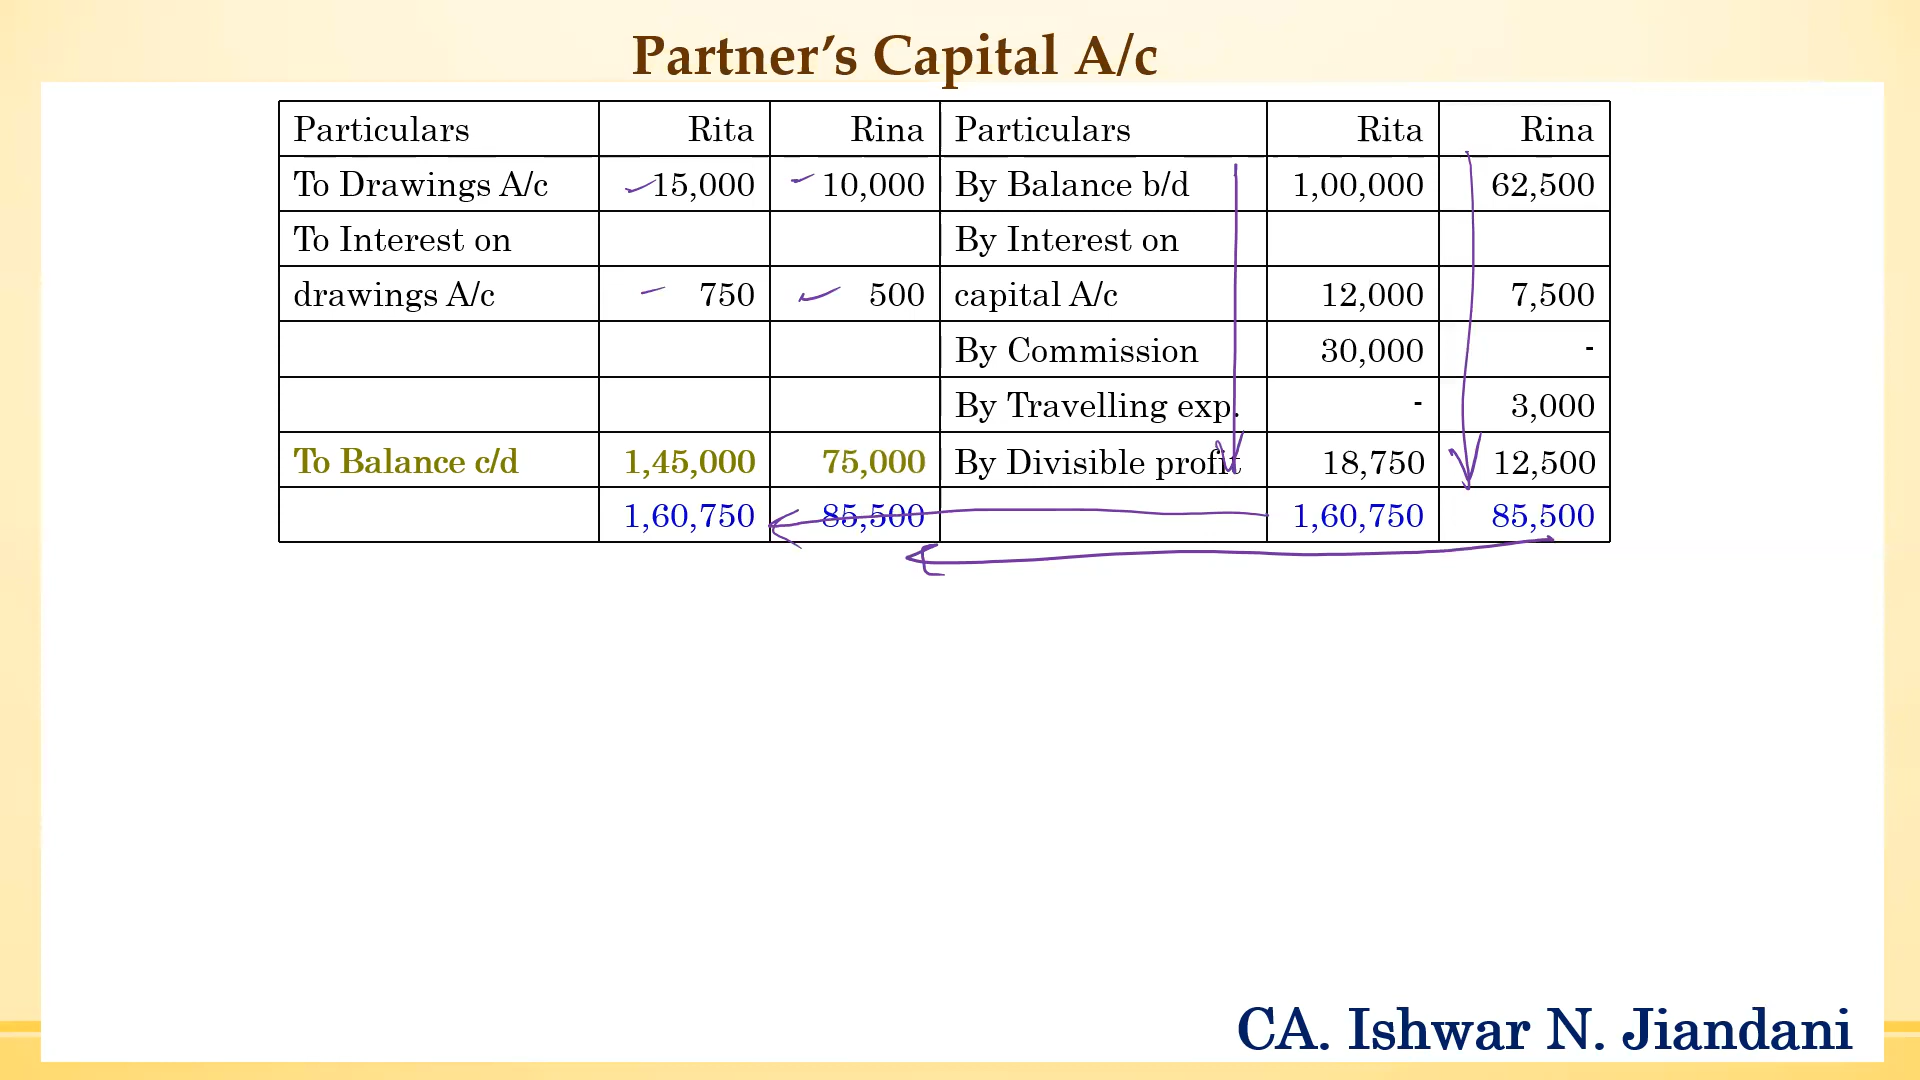 Partner’s Capital A/c
Particulars Rita Rina Particulars Rita Rina
To Drawings A/c 15,000 10,000 By Balance b/d 1,00,000 62,500
To Interest on By Interest on
drawings A/c 750 500 capital A/c 12,000 7,500
By Commission 30,000 -
By Travelling exp. - 3,000
To Balance c/d 1,45,000 75,000 By Divisible profit 18,750 12,500
1,60,750 85,500 1,60,750 85,500
CA. Ishwar N. Jiandani